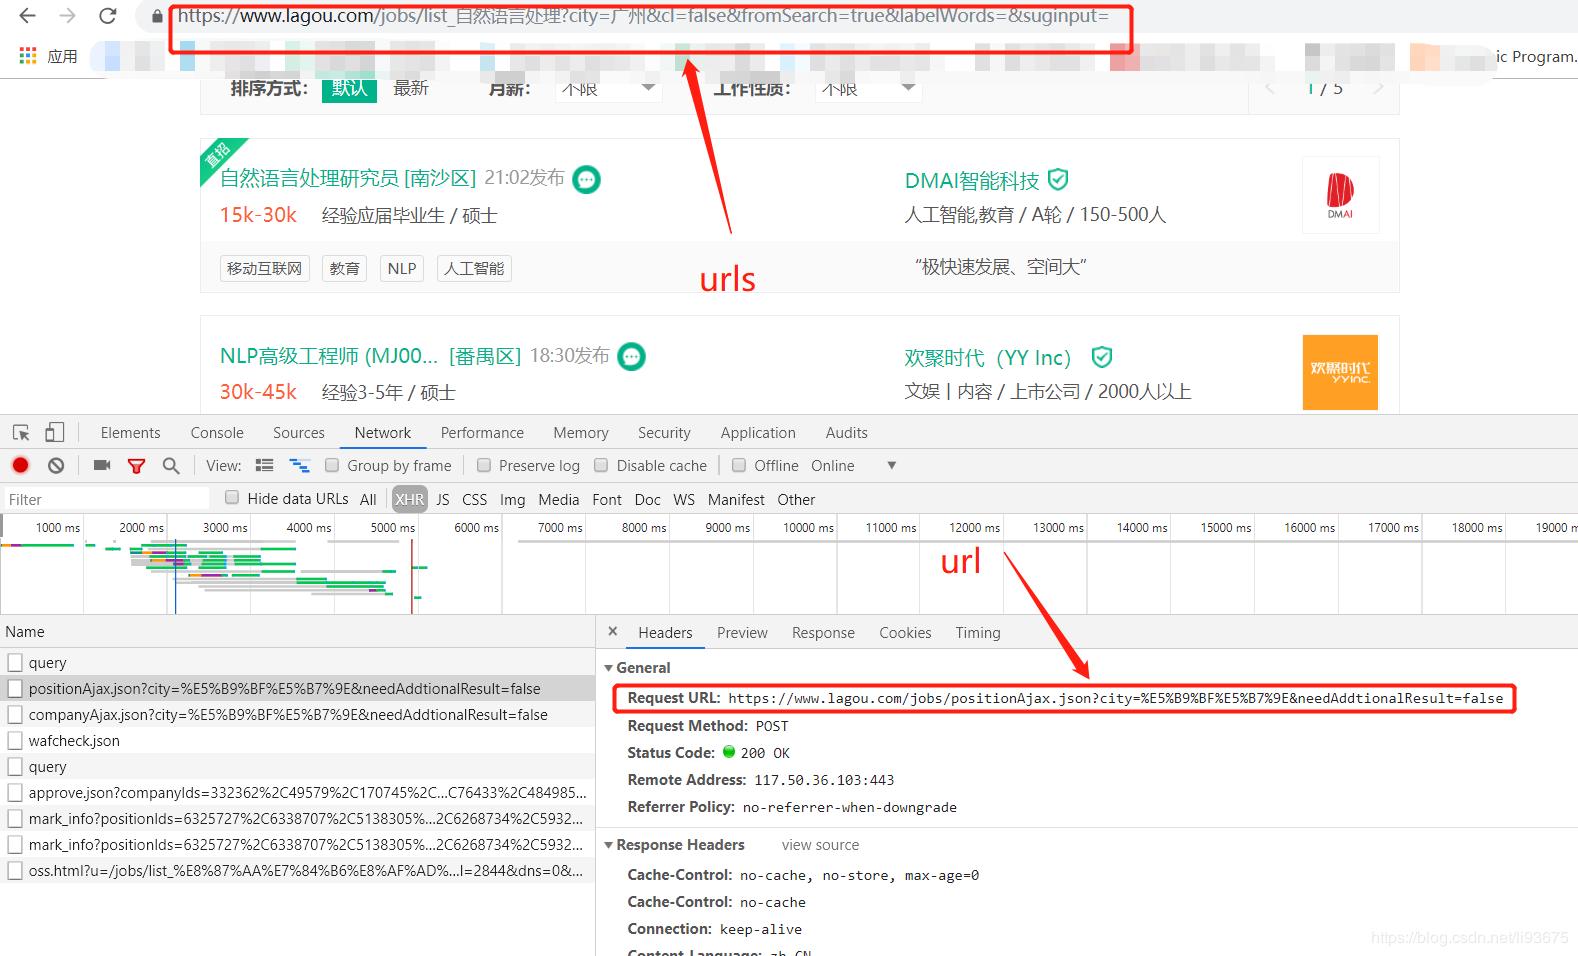 https://www.lagou.com/jobs/list_自然语言处理?city=广州&cl=false&fromSearch=true&labelWords=&suginput=
应用
ic Program.
排序方式: 默认 最新 月薪: 不限 工作性质: 不限 1 / 5
直招
自然语言处理研究员 [南沙区] 21:02发布 DMAI智能科技
15k-30k 经验应届毕业生 / 硕士 人工智能,教育 / A轮 / 150-500人
DMAI
移动互联网 教育 NLP 人工智能 “极快速发展、空间大”
urls
NLP高级工程师 (MJ00... [番禺区] 18:30发布 欢聚时代（YY Inc）
30k-45k 经验3-5年 / 硕士 文娱丨内容 / 上市公司 / 2000人以上
欢聚时代
YYINC.
Elements Console Sources Network Performance Memory Security Application Audits
View: Group by frame Preserve log Disable cache Offline Online
Filter Hide data URLs All XHR JS CSS Img Media Font Doc WS Manifest Other
1000 ms 2000 ms 3000 ms 4000 ms 5000 ms 6000 ms 7000 ms 8000 ms 9000 ms 10000 ms 11000 ms 12000 ms 13000 ms 14000 ms 15000 ms 16000 ms 17000 ms 18000 ms 19000 m
url
Name
query
positionAjax.json?city=%E5%B9%BF%E5%B7%9E&needAddtionalResult=false
companyAjax.json?city=%E5%B9%BF%E5%B7%9E&needAddtionalResult=false
wafcheck.json
query
approve.json?companyIds=332362%2C49579%2C170745%2C...C76433%2C484985...
mark_info?positionIds=6325727%2C6338707%2C5138305%...2C6268734%2C5932...
mark_info?positionIds=6325727%2C6338707%2C5138305%...2C6268734%2C5932...
oss.html?u=/jobs/list_%E8%87%AA%E7%84%B6%E8%AF%AD%...l=2844&dns=0&...
× Headers Preview Response Cookies Timing
General
Request URL: https://www.lagou.com/jobs/positionAjax.json?city=%E5%B9%BF%E5%B7%9E&needAddtionalResult=false
Request Method: POST
Status Code: 200 OK
Remote Address: 117.50.36.103:443
Referrer Policy: no-referrer-when-downgrade
Response Headers view source
Cache-Control: no-cache, no-store, max-age=0
Cache-Control: no-cache
Connection: keep-alive
Content-Language: zh-CN
https://blog.csdn.net/li93675